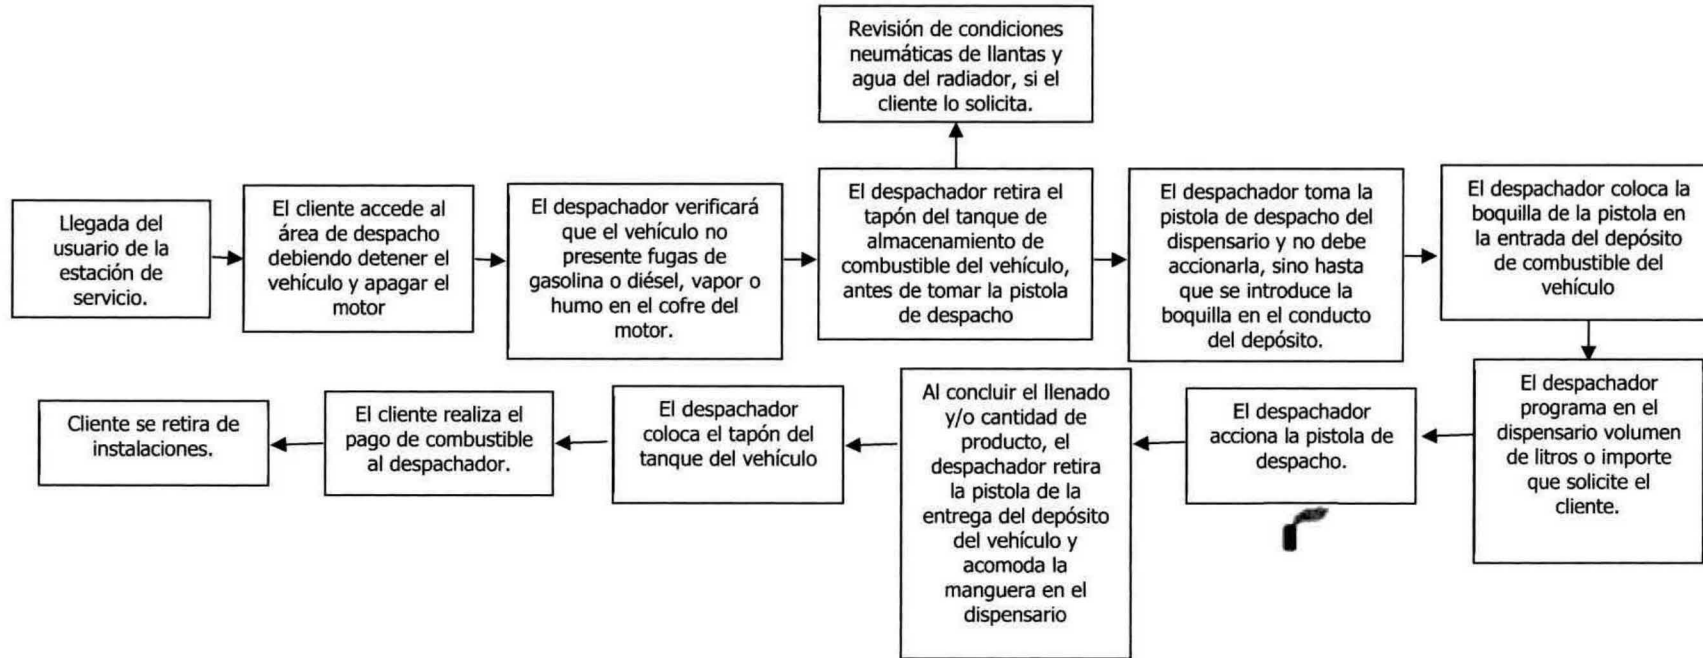 Revisión de condiciones
neumáticas de llantas y
agua del radiador, si el
cliente lo solicita.
Llegada del
usuario de la
estación de
servicio.
El cliente accede al
área de despacho
debiendo detener el
vehículo y apagar el
motor
El despachador verificará
que el vehículo no
presente fugas de
gasolina o diésel, vapor o
humo en el cofre del
motor.
El despachador retira el
tapón del tanque de
almacenamiento de
combustible del vehículo,
antes de tomar la pistola
de despacho
El despachador toma la
pistola de despacho del
dispensario y no debe
accionarla, sino hasta
que se introduce la
boquilla en el conducto
del depósito.
El despachador coloca la
boquilla de la pistola en
la entrada del depósito
de combustible del
vehículo
El despachador
programa en el
dispensario volumen
de litros o importe
que solicite el
cliente.
El despachador
acciona la pistola de
despacho.
Al concluir el llenado
y/o cantidad de
producto, el
despachador retira
la pistola de la
entrega del depósito
del vehículo y
acomoda la
manguera en el
dispensario
El despachador
coloca el tapón del
tanque del vehículo
El cliente realiza el
pago de combustible
al despachador.
Cliente se retira de
instalaciones.